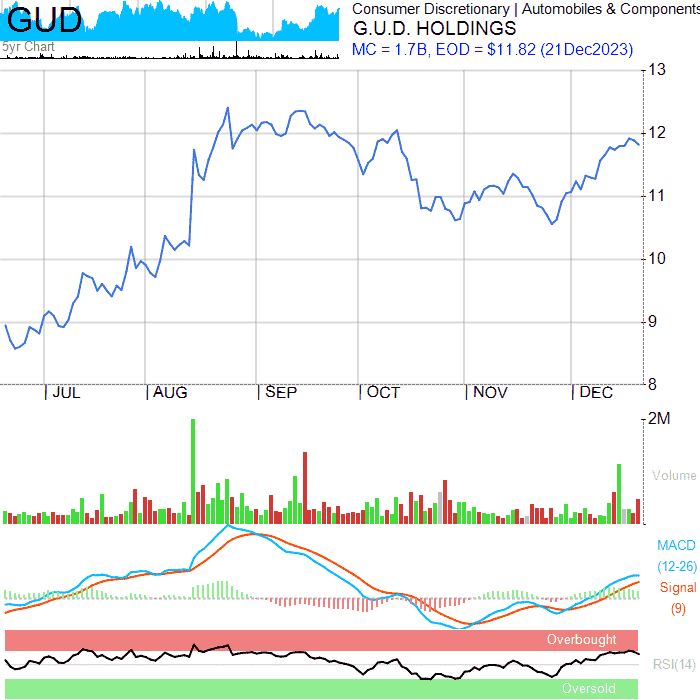 GUD
5yr Chart
Consumer Discretionary | Automobiles & Components
G.U.D. HOLDINGS
MC = 1.7B, EOD = $11.82 (21Dec2023)
13
12
11
10
9
8
| JUL | AUG | SEP | OCT | NOV | DEC
2M
Volume
MACD
(12-26)
Signal
(9)
Overbought
RSI(14)
Oversold